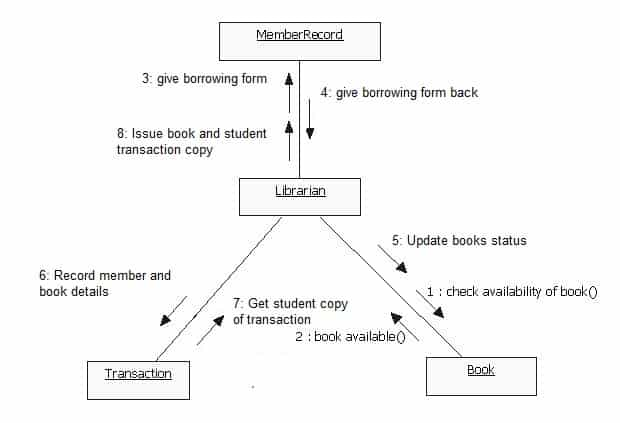 MemberRecord
3: give borrowing form
4: give borrowing form back
8: Issue book and student
transaction copy
Librarian
5: Update books status
6: Record member and
book details
1 : check availability of book()
7: Get student copy
of transaction
2 : book available()
Transaction
Book